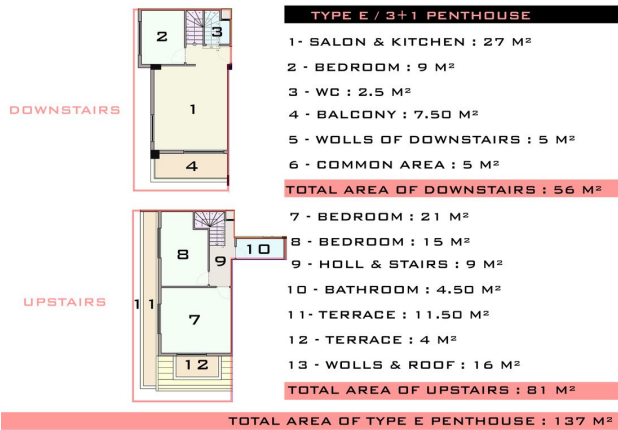 TYPE E / 3+1 PENTHOUSE
1- SALON & KITCHEN : 27 M²
2 - BEDROOM : 9 M²
3 - WC : 2.5 M²
4 - BALCONY : 7.50 M²
5 - WOLLS OF DOWNSTAIRS : 5 M²
6 - COMMON AREA : 5 M²
TOTAL AREA OF DOWNSTAIRS : 56 M²
DOWNSTAIRS
2
3
1
4
7 - BEDROOM : 21 M²
8 - BEDROOM : 15 M²
9 - HOLL & STAIRS : 9 M²
10 - BATHROOM : 4.50 M²
11- TERRACE : 11.50 M²
12 - TERRACE : 4 M²
13 - WOLLS & ROOF : 16 M²
TOTAL AREA OF UPSTAIRS : 81 M²
UPSTAIRS
8
9
10
11
7
12
TOTAL AREA OF TYPE E PENTHOUSE : 137 M²